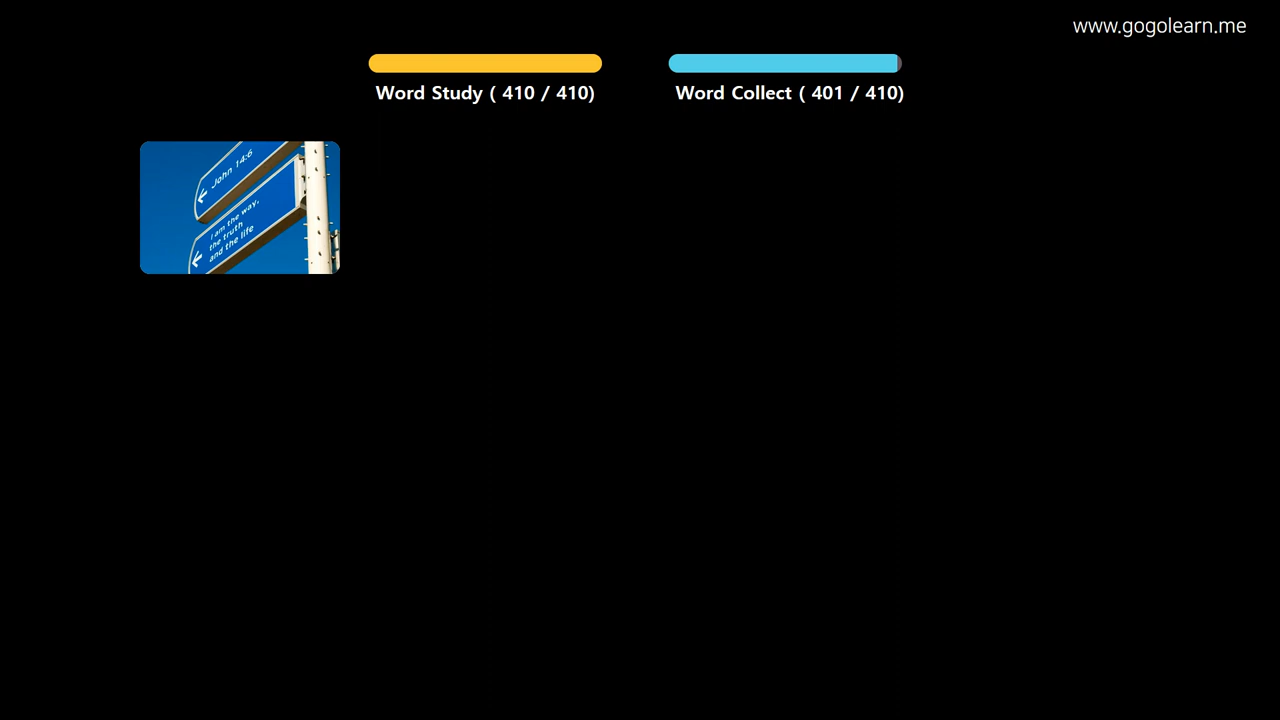 www.gogolearn.me
Word Study ( 410 / 410)
Word Collect ( 401 / 410)
John 14:6
I am the way,
the truth
and the life